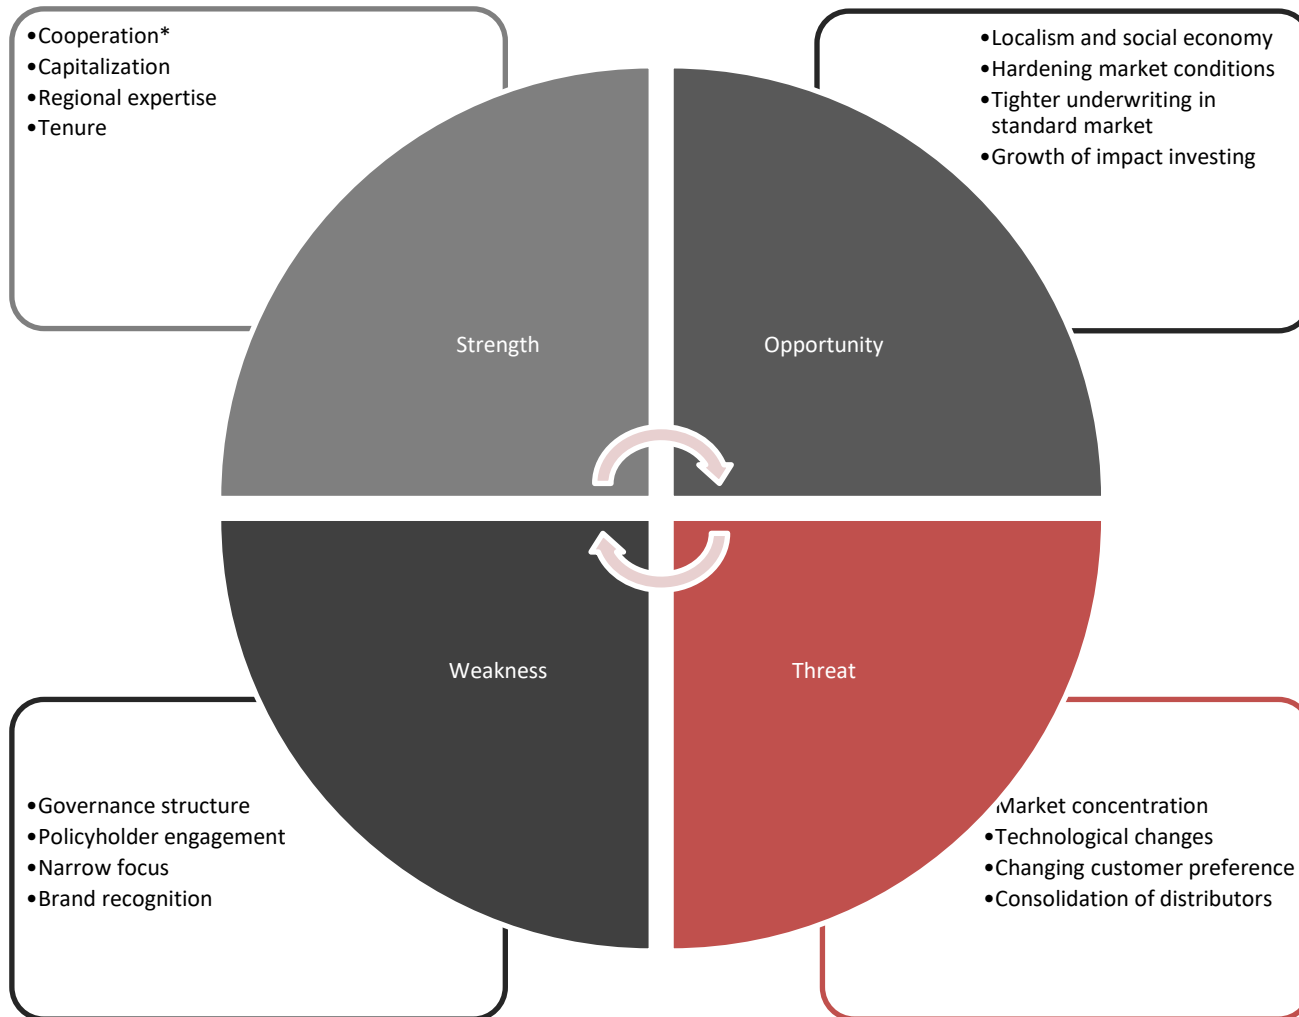 •Cooperation*
•Capitalization
•Regional expertise
•Tenure
•Localism and social economy
•Hardening market conditions
•Tighter underwriting in
standard market
•Growth of impact investing
Strength
Opportunity
Weakness
Threat
•Governance structure
•Policyholder engagement
•Narrow focus
•Brand recognition
Market concentration
•Technological changes
•Changing customer preference
•Consolidation of distributors